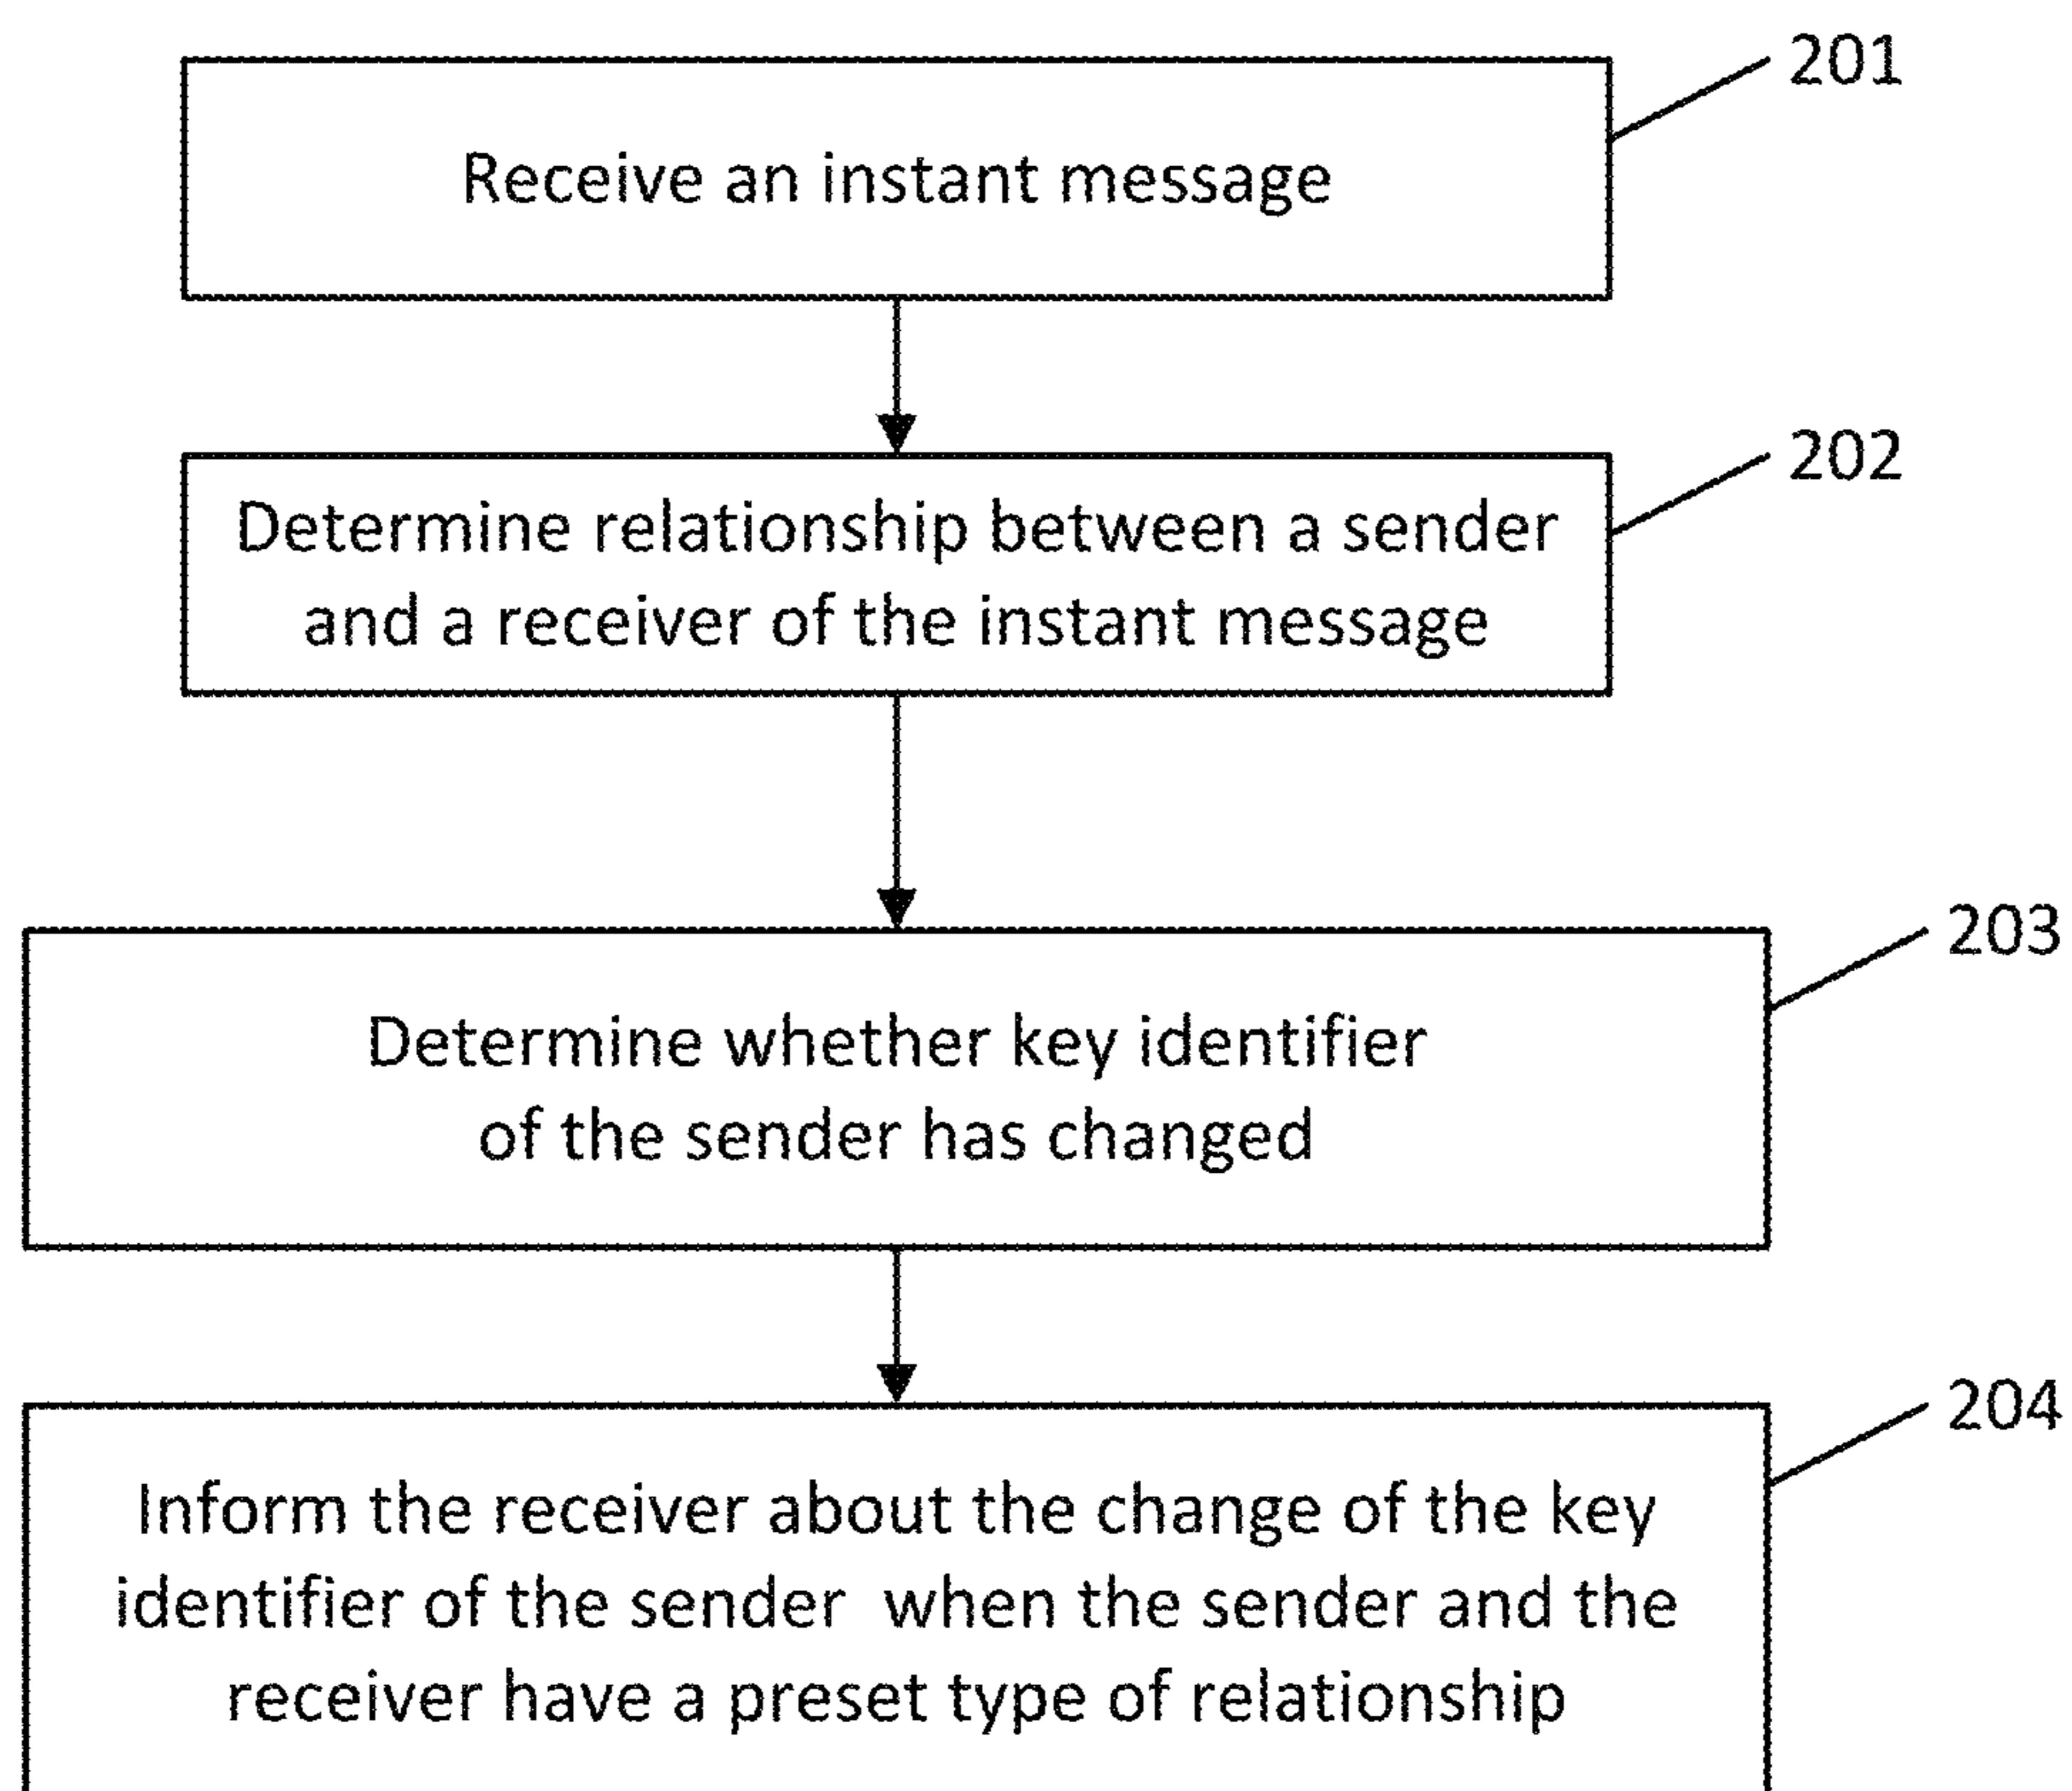 201
Receive an instant message
202
Determine relationship between a sender
and a receiver of the instant message
203
Determine whether key identifier
of the sender has changed
204
Inform the receiver about the change of the key
identifier of the sender when the sender and the
receiver have a preset type of relationship